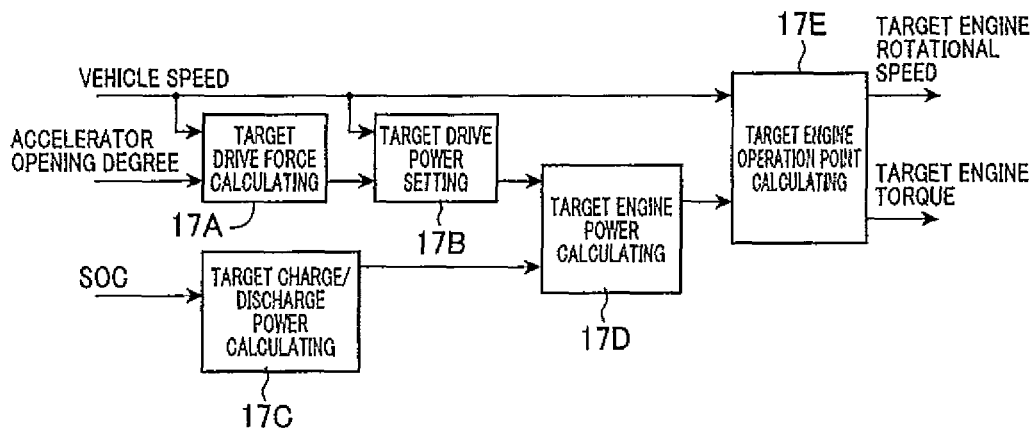 17E
TARGET ENGINE
ROTATIONAL
SPEED
VEHICLE SPEED
ACCELERATOR
OPENING DEGREE
TARGET
DRIVE FORCE
CALCULATING
17A
TARGET DRIVE
POWER
SETTING
17B
TARGET ENGINE
OPERATION POINT
CALCULATING
TARGET ENGINE
TORQUE
TARGET ENGINE
POWER
CALCULATING
17D
SOC
TARGET CHARGE/
DISCHARGE
POWER
CALCULATING
17C